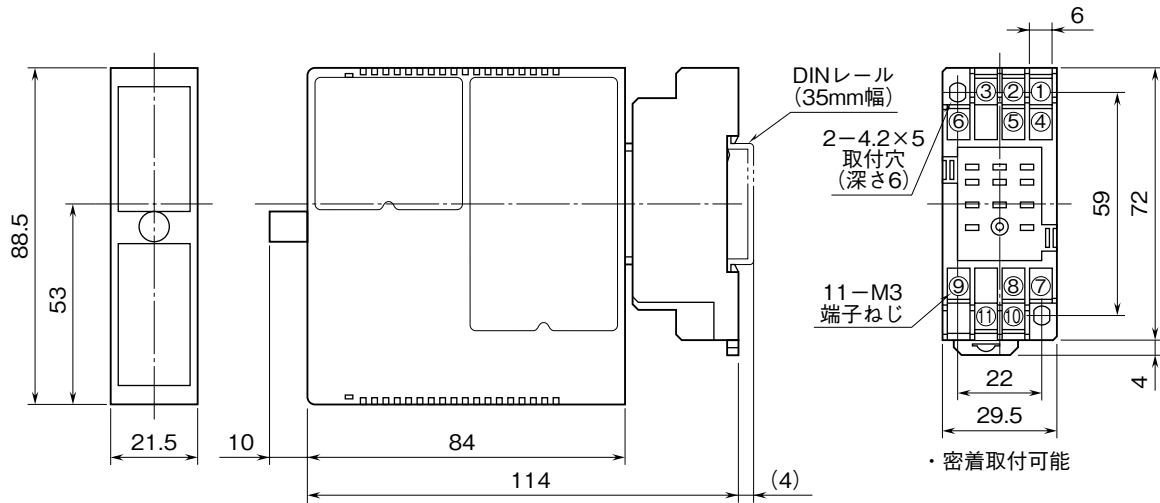 6
DINレール
(35mm幅)
③ ② ①
2−4.2×5
取付穴
(深さ6)
⑥ ⑤ ④
88.5
53
59
72
11−M3
端子ねじ
⑨ ⑧ ⑦
⑪ ⑩
4
22
29.5
21.5
10
84
114
(4)
・密着取付可能